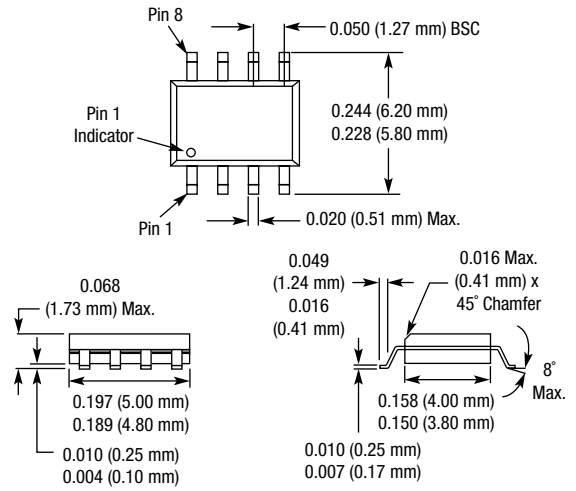 Pin 8
0.050 (1.27 mm) BSC
Pin 1
Indicator
0.244 (6.20 mm)
0.228 (5.80 mm)
Pin 1
0.020 (0.51 mm) Max.
0.068
(1.73 mm) Max.
0.197 (5.00 mm)
0.189 (4.80 mm)
0.010 (0.25 mm)
0.004 (0.10 mm)
0.049
(1.24 mm)
0.016
(0.41 mm)
0.016 Max.
(0.41 mm) x
45˚ Chamfer
8˚
Max.
0.158 (4.00 mm)
0.150 (3.80 mm)
0.010 (0.25 mm)
0.007 (0.17 mm)